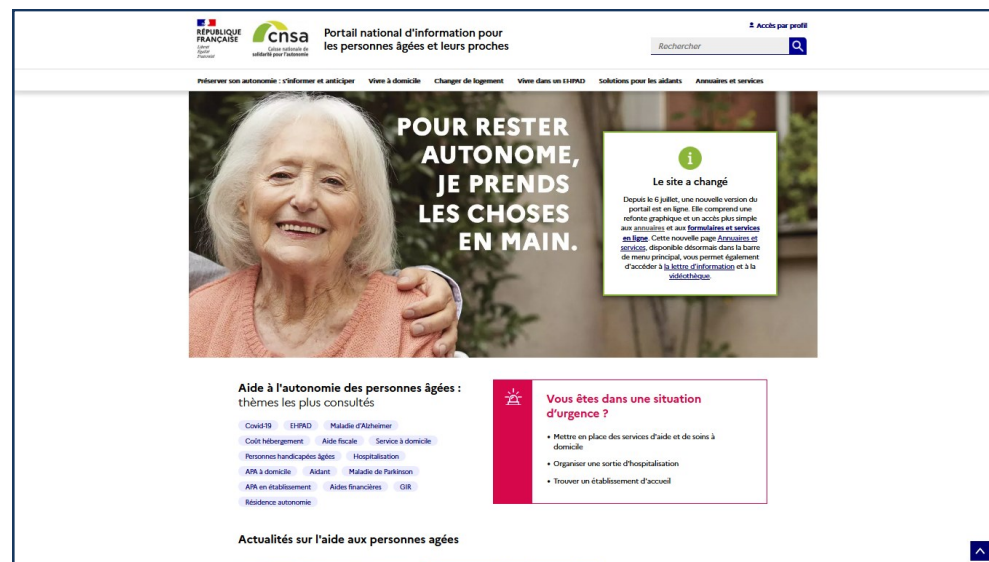 RÉPUBLIQUE
FRANÇAISE
Liberté
Égalité
Fraternité
cnsa
Caisse nationale de
solidarité pour l'autonomie
Portail national d'information pour
les personnes âgées et leurs proches
Accès par profil
Rechercher
Préserver son autonomie : s'informer et anticiper Vivre à domicile Changer de logement Vivre dans un EHPAD Solutions pour les aidants Annuaires et services
POUR RESTER
AUTONOME,
JE PRENDS
LES CHOSES
EN MAIN.
i
Le site a changé
Depuis le 6 juillet, une nouvelle version du
portail est en ligne. Elle comprend une
refonte graphique et un accès plus simple
aux annuaires et aux formulaires et services
en ligne. Cette nouvelle page Annuaires et
services, disponible désormais dans la barre
de menu principal, vous permet également
d'accéder à la lettre d'information et à la
vidéothèque.
Aide à l'autonomie des personnes âgées :
thèmes les plus consultés
Covid-19 EHPAD Maladie d'Alzheimer
Coût hébergement Aide fiscale Service à domicile
Personnes handicapées âgées Hospitalisation
APA à domicile Aidant Maladie de Parkinson
APA en établissement Aides financières GIR
Résidence autonomie
Vous êtes dans une situation
d'urgence ?
• Mettre en place des services d'aide et de soins à
domicile
• Organiser une sortie d'hospitalisation
• Trouver un établissement d'accueil
Actualités sur l'aide aux personnes agées